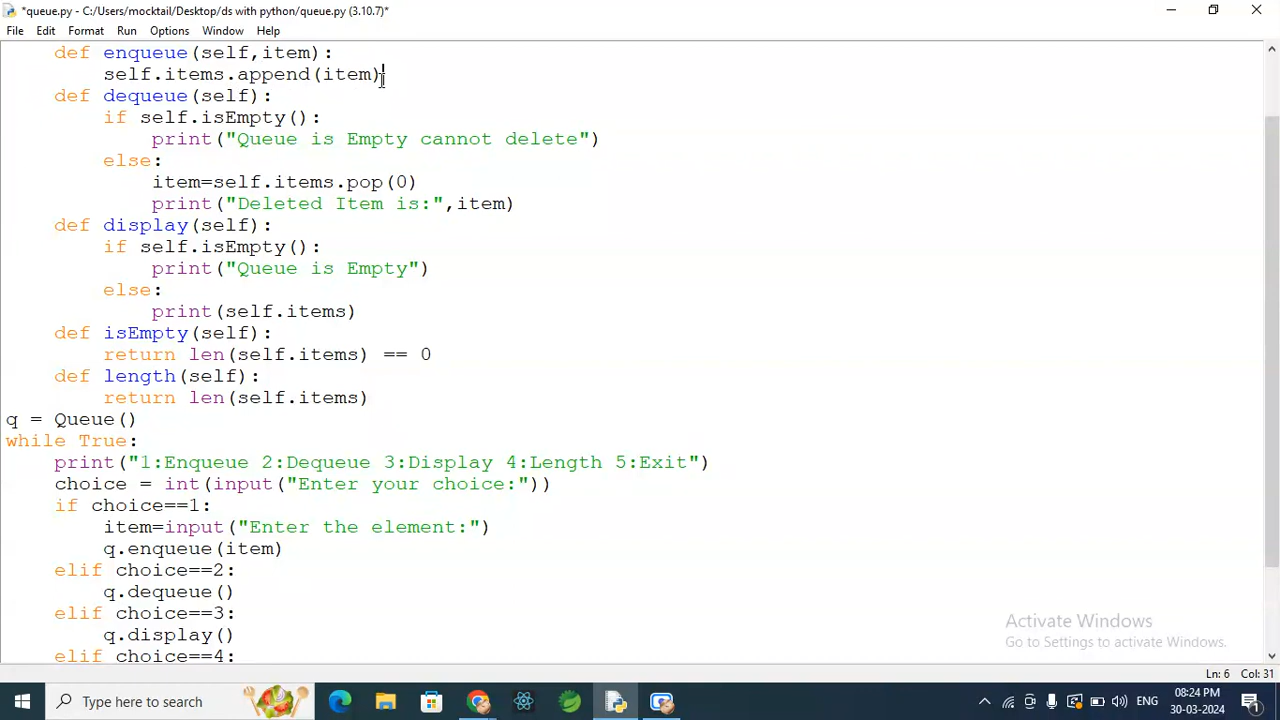 *queue.py - C:/Users/mocktail/Desktop/ds with python/queue.py (3.10.7)*
File Edit Format Run Options Window Help
def enqueue(self,item):
self.items.append(item)
def dequeue(self):
if self.isEmpty():
print("Queue is Empty cannot delete")
else:
item=self.items.pop(0)
print("Deleted Item is:",item)
def display(self):
if self.isEmpty():
print("Queue is Empty")
else:
print(self.items)
def isEmpty(self):
return len(self.items) == 0
def length(self):
return len(self.items)
q = Queue()
while True:
print("1:Enqueue 2:Dequeue 3:Display 4:Length 5:Exit")
choice = int(input("Enter your choice:"))
if choice==1:
item=input("Enter the element:")
q.enqueue(item)
elif choice==2:
q.dequeue()
elif choice==3:
q.display()
elif choice==4:
Activate Windows
Go to Settings to activate Windows.
Ln: 6 Col: 31
Type here to search
ENG
08:24 PM
30-03-2024
1